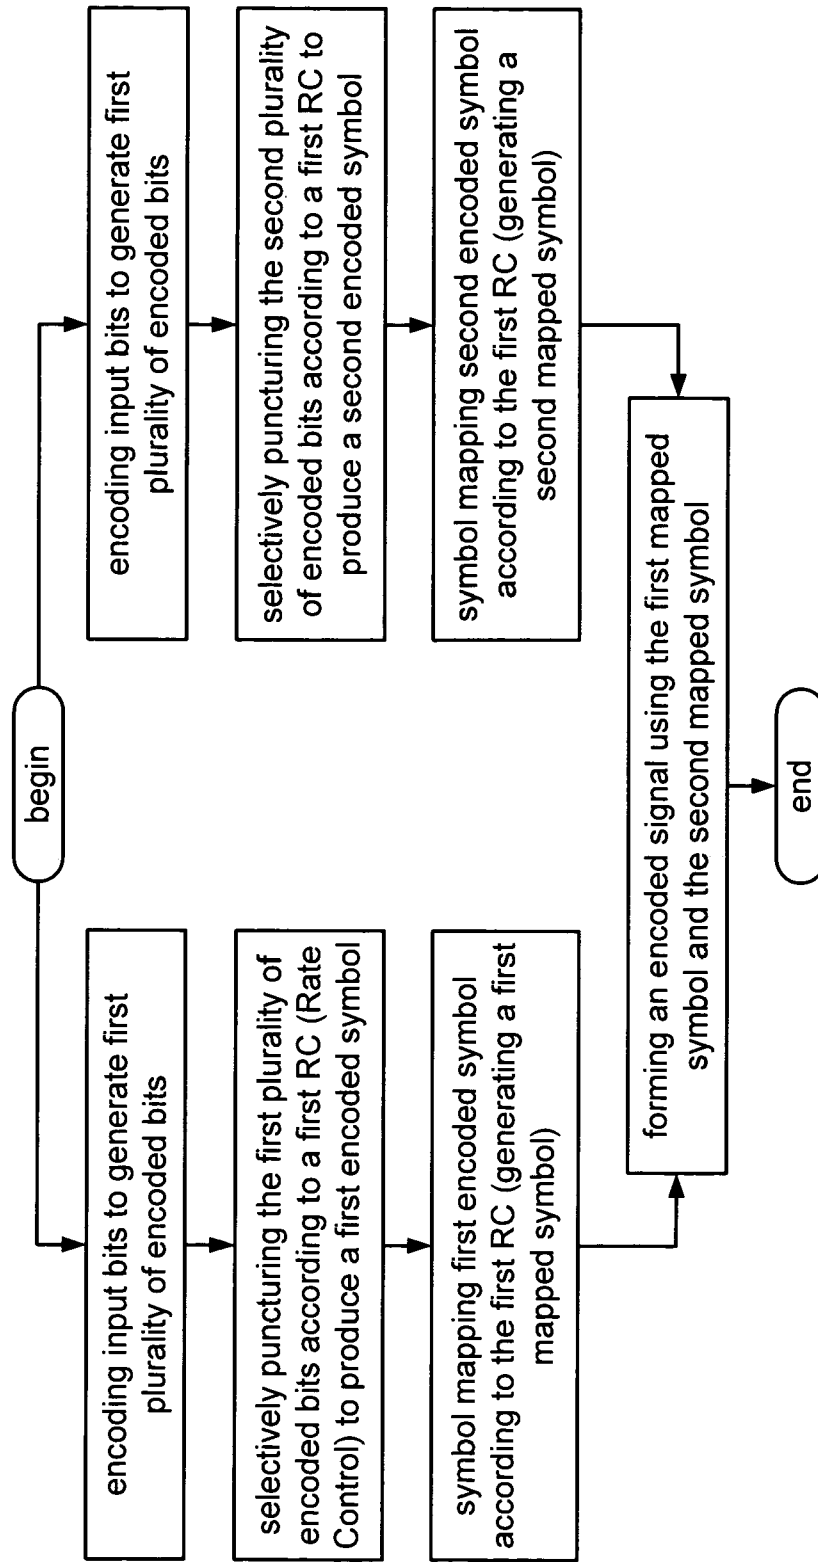 begin
encoding input bits to generate first
plurality of encoded bits
selectively puncturing the first plurality of
encoded bits according to a first RC (Rate
Control) to produce a first encoded symbol
symbol mapping first encoded symbol
according to the first RC (generating a first
mapped symbol)
encoding input bits to generate first
plurality of encoded bits
selectively puncturing the second plurality
of encoded bits according to a first RC to
produce a second encoded symbol
symbol mapping second encoded symbol
according to the first RC (generating a
second mapped symbol)
forming an encoded signal using the first mapped
symbol and the second mapped symbol
end